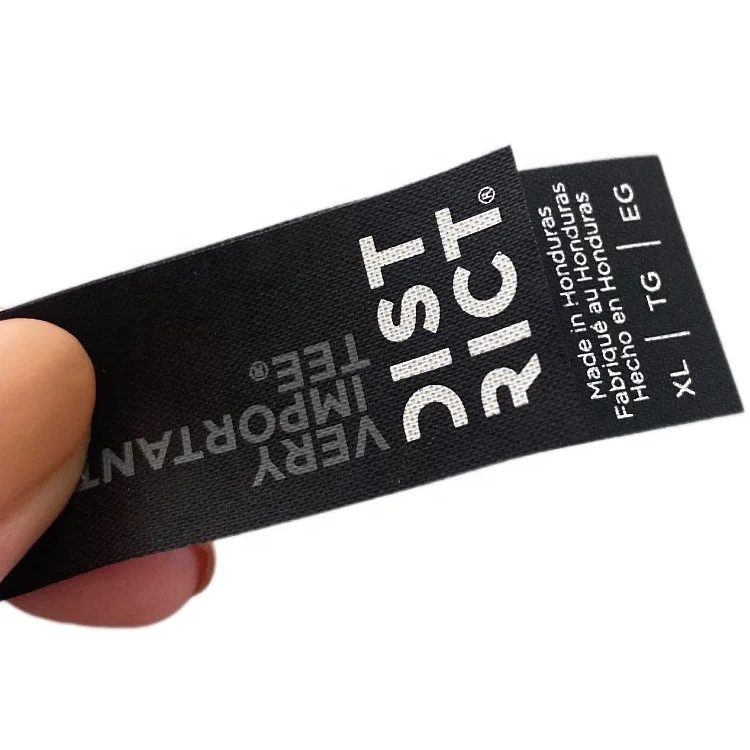 DIST
RICT®
VERY
IMPORTANT
TEE®
Made in Honduras
Fabriqué au Honduras
Hecho en Honduras
XL | TG | EG